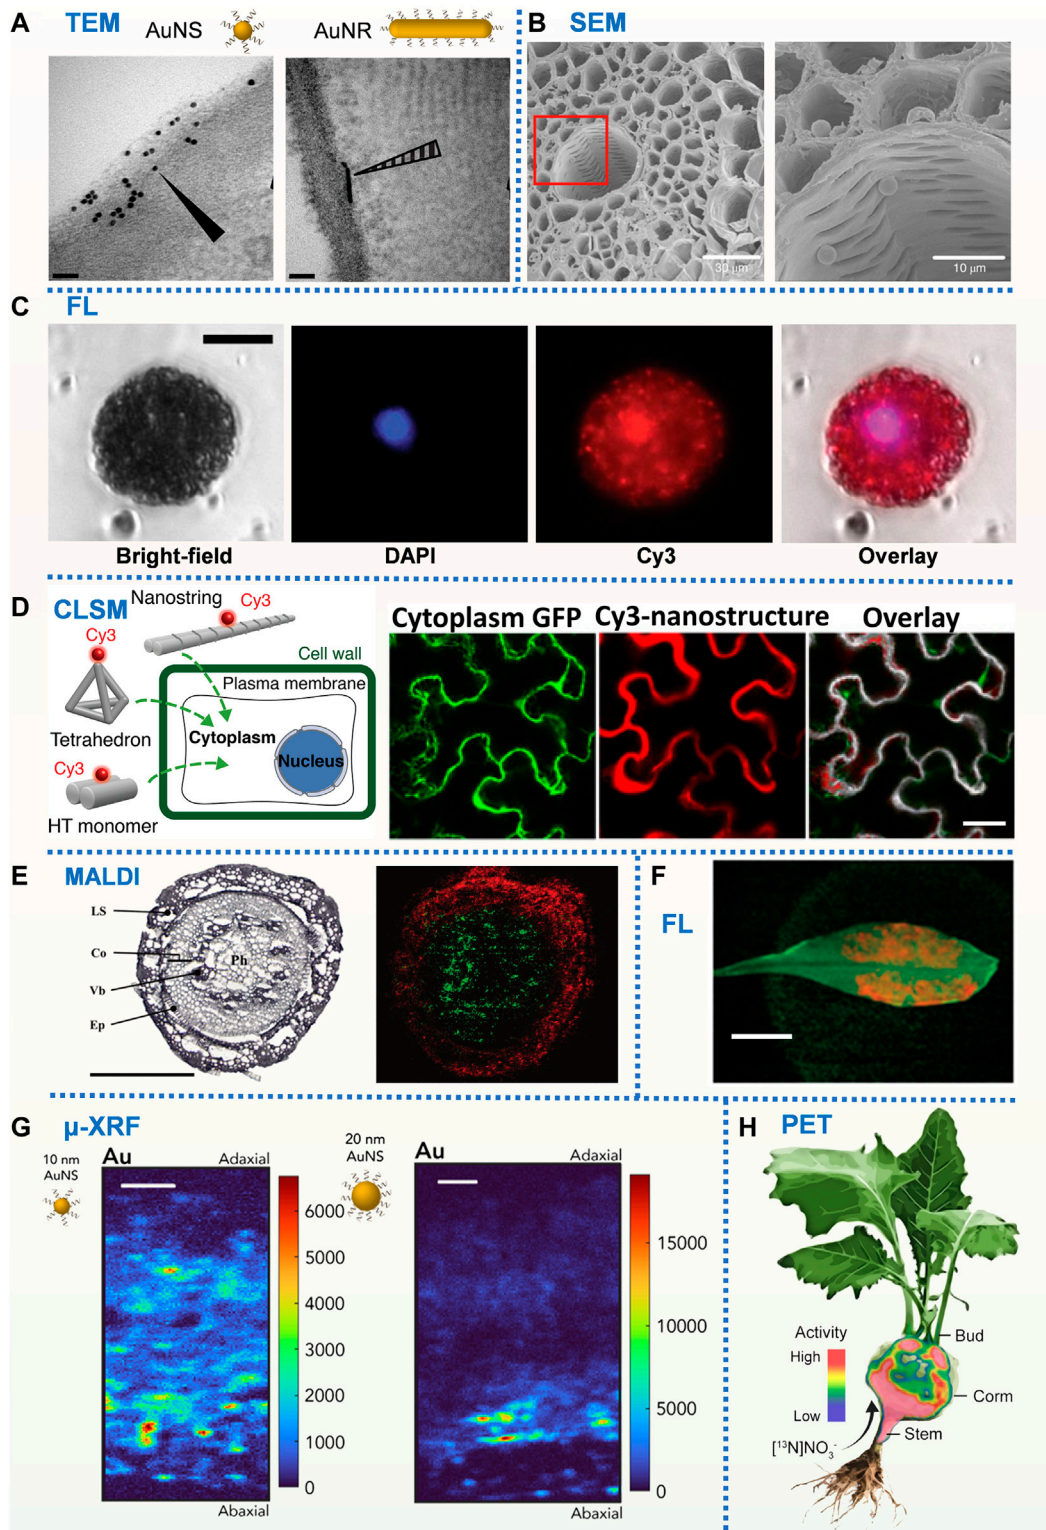 A TEM
AuNS
AuNR
B SEM
30 μm
10 μm
C FL
Bright-field
DAPI
Cy3
Overlay
D CLSM
Nanostring
Cy3
Cy3
Cell wall
Plasma membrane
Cytoplasm
Nucleus
Tetrahedron
Cy3
HT monomer
Cytoplasm GFP
Cy3-nanostructure
Overlay
E MALDI
LS
Co
Ph
Vb
Ep
F
FL
G μ-XRF
10 nm
AuNS
Au
Adaxial
6000
5000
4000
3000
2000
1000
0
Abaxial
20 nm
AuNS
Au
Adaxial
15000
10000
5000
0
Abaxial
H PET
Activity
High
Low
Bud
Corm
Stem
[¹³N]NO₃⁻